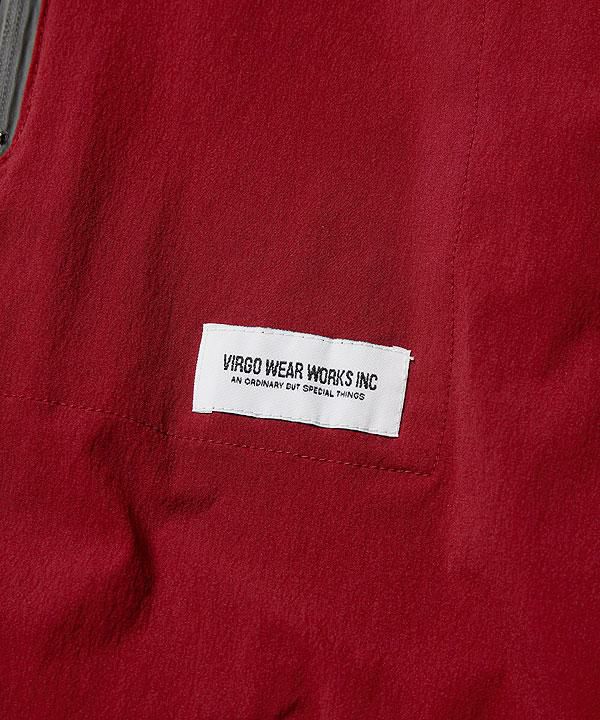 VIRGO WEAR WORKS INC
AN ORDINARY BUT SPECIAL THINGS